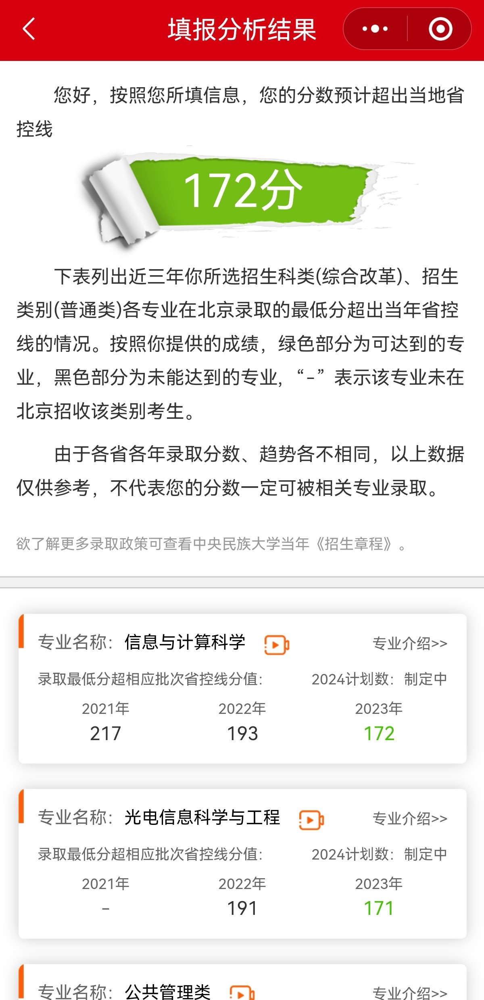 填报分析结果
您好，按照您所填信息，您的分数预计超出当地省
控线
172分
下表列出近三年你所选招生科类(综合改革)、招生
类别(普通类)各专业在北京录取的最低分超出当年省控
线的情况。按照你提供的成绩，绿色部分为可达到的专
业，黑色部分为未能达到的专业，“-”表示该专业未在
北京招收该类别考生。
由于各省各年录取分数、趋势各不相同，以上数据
仅供参考，不代表您的分数一定可被相关专业录取。
欲了解更多录取政策可查看中央民族大学当年《招生章程》。
专业名称：信息与计算科学 专业介绍>>
录取最低分超相应批次省控线分值： 2024计划数：制定中
2021年 2022年 2023年
217 193 172
专业名称：光电信息科学与工程 专业介绍>>
录取最低分超相应批次省控线分值： 2024计划数：制定中
2021年 2022年 2023年
- 191 171
专业名称：公共管理类 专业介绍>>